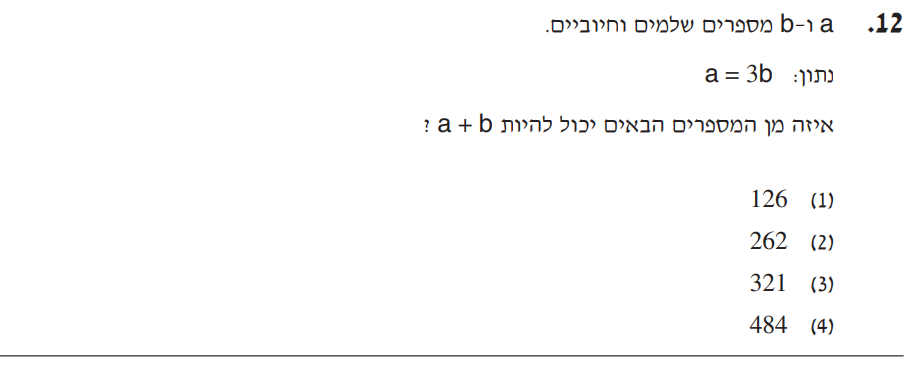 12. a ו-b מספרים שלמים וחיוביים.
נתון: a = 3b
איזה מן המספרים הבאים יכול להיות a + b ?
(1) 126
(2) 262
(3) 321
(4) 484